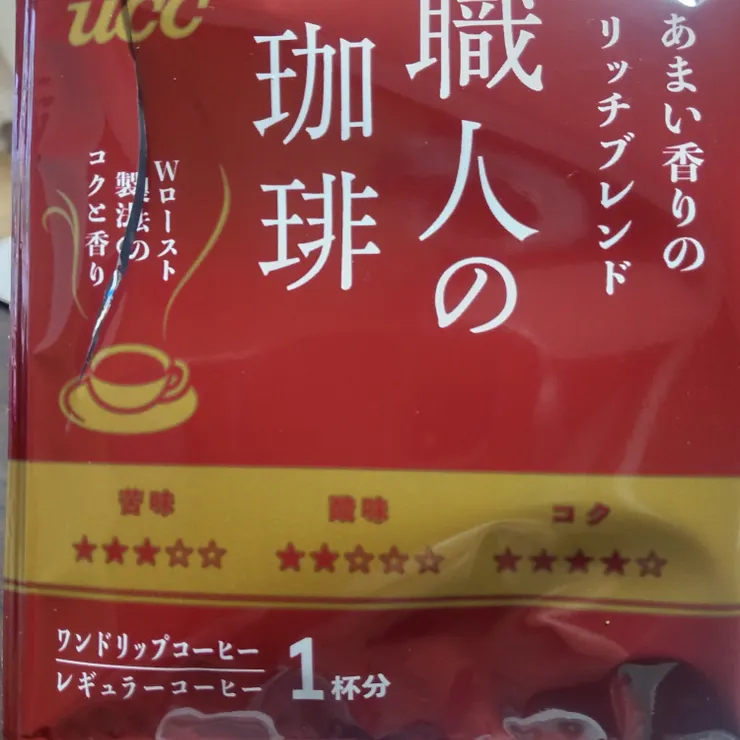 ucc
あまい香りの
リッチブレンド
職人の
珈琲
Wロースト
製法の
コクと香り
苦味
酸味
コク
★★★☆☆
★★☆☆☆
★★★★☆
ワンドリップコーヒー
レギュラーコーヒー
1杯分